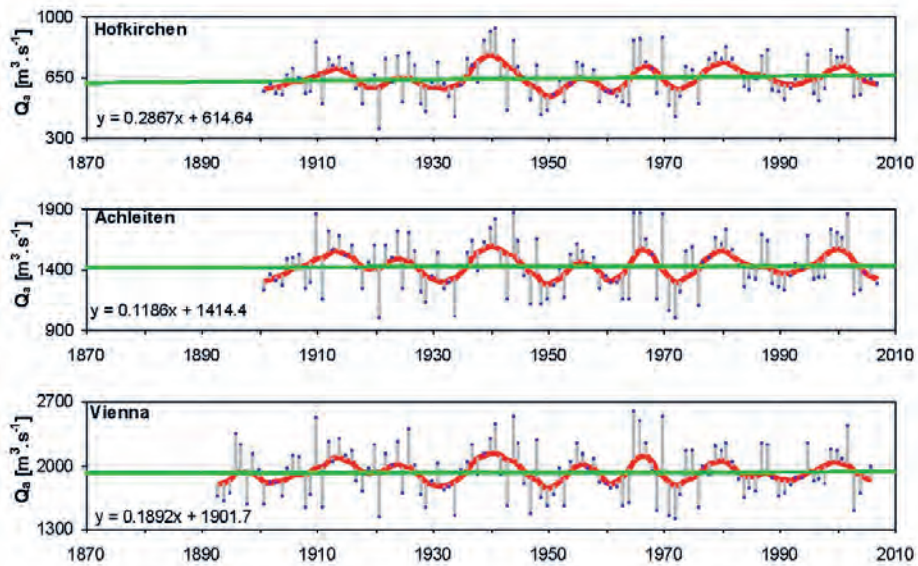 1000
Hofkirchen
650
Qa [m³.s⁻¹]
300
y = 0.2867x + 614.64
1870 1890 1910 1930 1950 1970 1990 2010
1900
Achleiten
1400
Qa [m³.s⁻¹]
900
y = 0.1186x + 1414.4
1870 1890 1910 1930 1950 1970 1990 2010
2700
Vienna
2000
Qa [m³.s⁻¹]
1300
y = 0.1892x + 1901.7
1870 1890 1910 1930 1950 1970 1990 2010